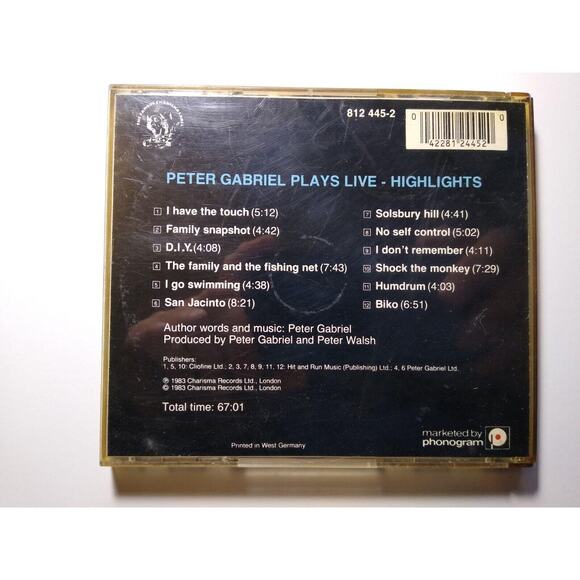 THE FAMOUS CHARISMA LABEL
812 445-2
0 42281 24452 0
PETER GABRIEL PLAYS LIVE - HIGHLIGHTS
1 I have the touch (5:12)
2 Family snapshot (4:42)
3 D.I.Y. (4:08)
4 The family and the fishing net (7:43)
5 I go swimming (4:38)
6 San Jacinto (8:21)
7 Solsbury hill (4:41)
8 No self control (5:02)
9 I don't remember (4:11)
10 Shock the monkey (7:29)
11 Humdrum (4:03)
12 Biko (6:51)
Author words and music: Peter Gabriel
Produced by Peter Gabriel and Peter Walsh
Publishers:
1, 5, 10: Cliofine Ltd.; 2, 3, 7, 8, 9, 11, 12: Hit and Run Music (Publishing) Ltd.; 4, 6 Peter Gabriel Ltd.
℗ 1983 Charisma Records Ltd., London
© 1983 Charisma Records Ltd., London
Total time: 67:01
Printed in West Germany
marketed by
phonogram